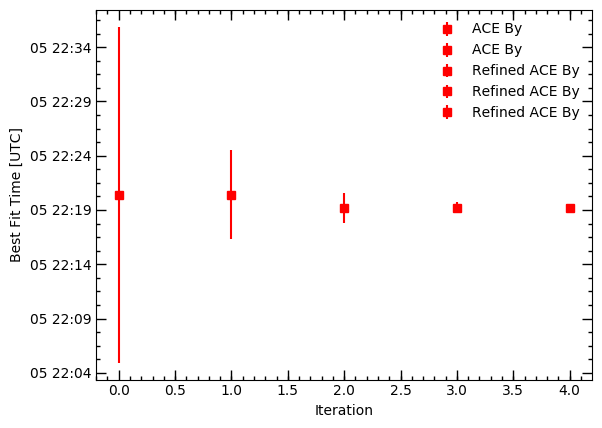 ACE By
ACE By
Refined ACE By
Refined ACE By
Refined ACE By
Best Fit Time [UTC]
05 22:34
05 22:29
05 22:24
05 22:19
05 22:14
05 22:09
05 22:04
0.0 0.5 1.0 1.5 2.0 2.5 3.0 3.5 4.0
Iteration